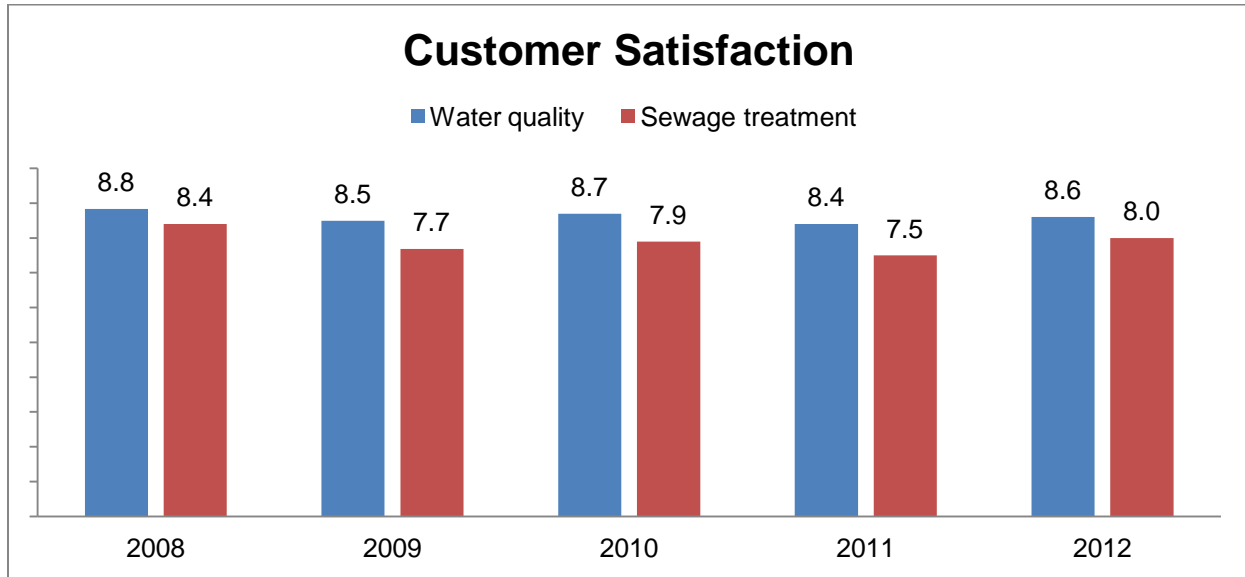 Customer Satisfaction
Water quality Sewage treatment
8.8 8.4 8.5 7.7 8.7 7.9 8.4 7.5 8.6 8.0
2008 2009 2010 2011 2012